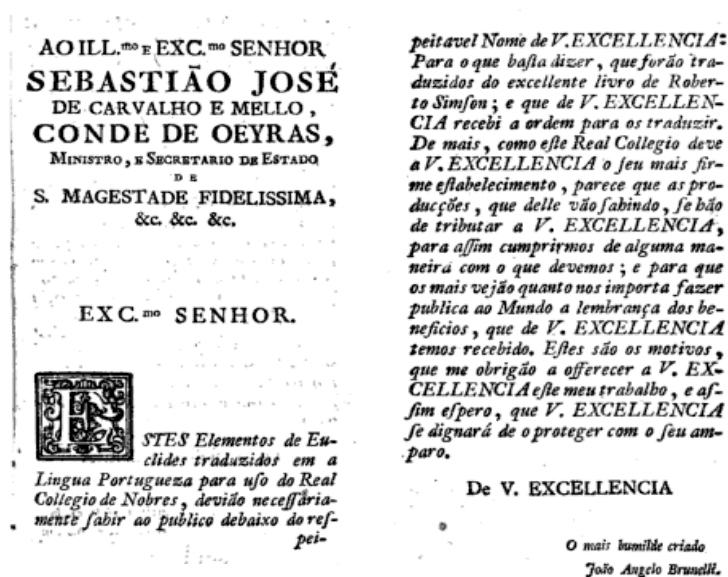 AO ILL.mo E EXC.mo SENHOR
SEBASTIÃO JOSÉ
DE CARVALHO E MELLO ,
CONDE DE OEYRAS,
MINISTRO, E SECRETARIO DE ESTADO
DE
S. MAGESTADE FIDELISSIMA,
&c. &c. &c.
EXC.mo SENHOR.
ESTES Elementos de Eu-
clides traduzidos em a
Lingua Portugueza para uſo do Real
Collegio de Nobres, devião neceſſaria-
mente ſahir ao publico debaixo do reſ-
pei-
peitavel Nome de V. EXCELLENCIA:
Para o que baſta dizer , que forão tra-
duzidos do excellente livro de Rober-
to Simſon ; e que de V. EXCELLEN-
CIA recebi a ordem para os traduzir.
De mais , como eſte Real Collegio deve
a V. EXCELLENCIA o ſeu mais fir-
me eſtabelecimento , parece que as pro-
ducções , que delle vão ſahindo, ſe hão
de tributar a V. EXCELLENCIA,
para aſſim cumprirmos de alguma ma-
neira com o que devemos ; e para que
os mais vejão quanto nos importa fazer
publica ao Mundo a lembrança dos be-
neficios , que de V. EXCELLENCIA
temos recebido. Eſtes são os motivos,
que me obrigão a offerecer a V. EX-
CELLENCIA eſte meu trabalho , e aſ-
ſim eſpero , que V. EXCELLENCIA
ſe dignará de o proteger com o ſeu am-
paro.
De V. EXCELLENCIA
O mais humilde criado
João Angelo Brunelli.